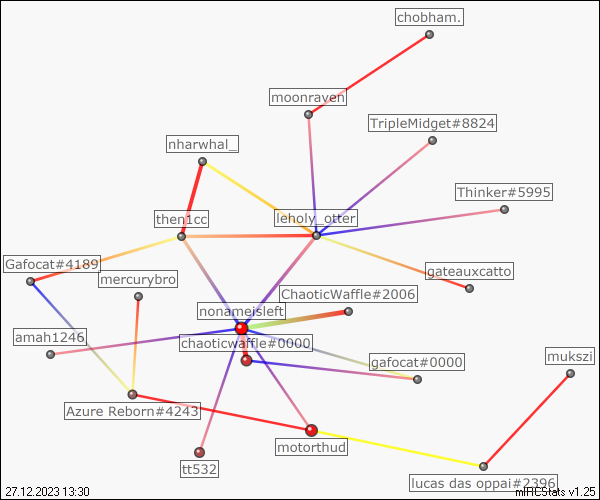 chobham.
moonraven
TripleMidget#8824
nharwhal_
Thinker#5995
then1cc
leholy_otter
Gafocat#4189
mercurybro
gateauxcatto
ChaoticWaffle#2006
nonameisleft
amah1246
chaoticwaffle#0000
gafocat#0000
mukszi
Azure Reborn#4243
motorthud
tt532
lucas das oppai#2396
27.12.2023 13:30
mIRCStats v1.25